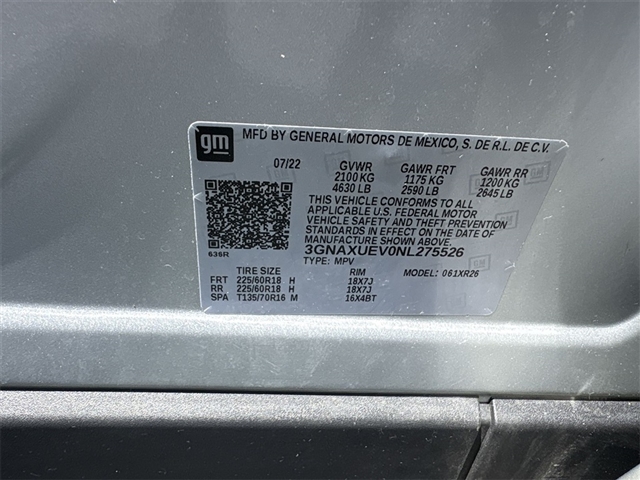 gm MFD BY GENERAL MOTORS DE MEXICO, S. DE R.L. DE C.V.
07/22 GVWR GAWR FRT GAWR RR
2100 KG 1175 KG 1200 KG
4630 LB 2590 LB 2645 LB
THIS VEHICLE CONFORMS TO ALL
APPLICABLE U.S. FEDERAL MOTOR
VEHICLE SAFETY AND THEFT PREVENTION
STANDARDS IN EFFECT ON THE DATE OF
MANUFACTURE SHOWN ABOVE.
636R 3GNAXUEV0NL275526
TYPE: MPV MODEL: 061XR26
TIRE SIZE RIM
FRT 225/60R18 H 18X7J
RR 225/60R18 H 18X7J
SPA T135/70R16 M 16X4BT